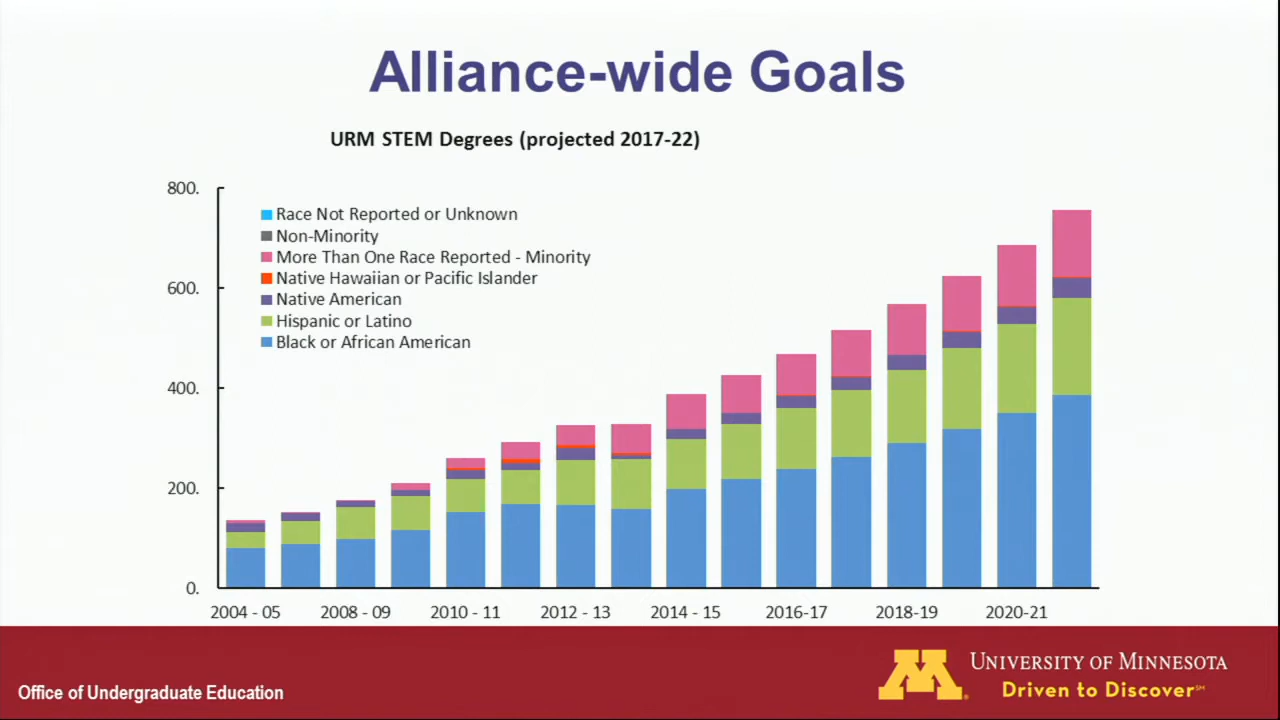 Alliance-wide Goals
URM STEM Degrees (projected 2017-22)
800.
600.
400.
200.
0.
Race Not Reported or Unknown
Non-Minority
More Than One Race Reported - Minority
Native Hawaiian or Pacific Islander
Native American
Hispanic or Latino
Black or African American
2004 - 05 2008 - 09 2010 - 11 2012 - 13 2014 - 15 2016-17 2018-19 2020-21
Office of Undergraduate Education
M
UNIVERSITY OF MINNESOTA
Driven to Discover℠